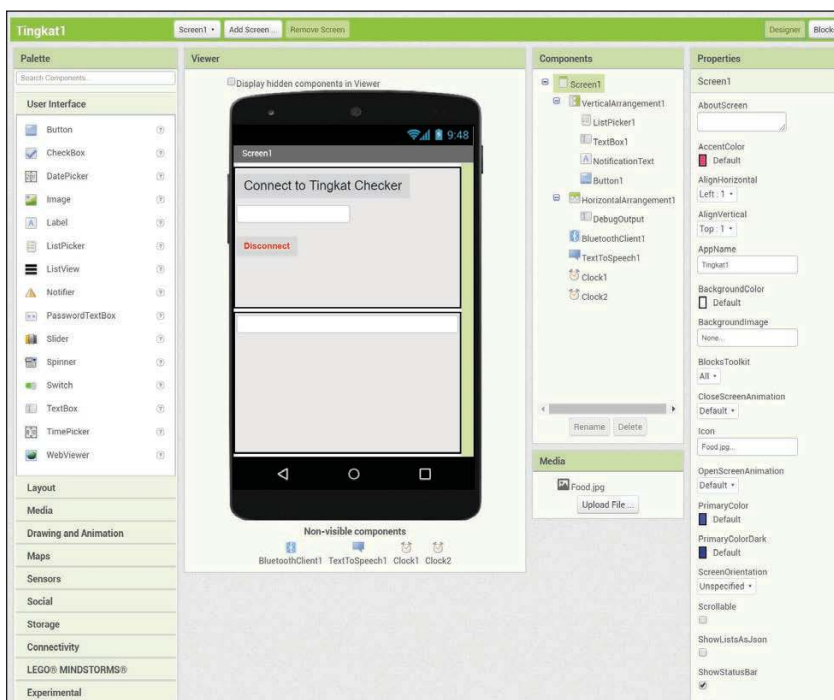 Tingkat1
Screen1
Add Screen ...
Remove Screen
Designer
Blocks
Palette
Search Components...
User Interface
Button
CheckBox
DatePicker
Image
Label
ListPicker
ListView
Notifier
PasswordTextBox
Slider
Spinner
Switch
TextBox
TimePicker
WebViewer
Layout
Media
Drawing and Animation
Maps
Sensors
Social
Storage
Connectivity
LEGO® MINDSTORMS®
Experimental
Viewer
Display hidden components in Viewer
9:48
Screen1
Connect to Tingkat Checker
Disconnect
Non-visible components
BluetoothClient1 TextToSpeech1 Clock1 Clock2
Components
Screen1
VerticalArrangement1
ListPicker1
TextBox1
NotificationText
Button1
HorizontalArrangement1
DebugOutput
BluetoothClient1
TextToSpeech1
Clock1
Clock2
Rename Delete
Media
Food.jpg
Upload File ...
Properties
Screen1
AboutScreen
AccentColor
Default
AlignHorizontal
Left : 1
AlignVertical
Top : 1
AppName
Tingkat1
BackgroundColor
Default
BackgroundImage
None...
BlocksToolkit
All
CloseScreenAnimation
Default
Icon
Food.jpg...
OpenScreenAnimation
Default
PrimaryColor
Default
PrimaryColorDark
Default
ScreenOrientation
Unspecified
Scrollable
ShowListsAsJson
ShowStatusBar